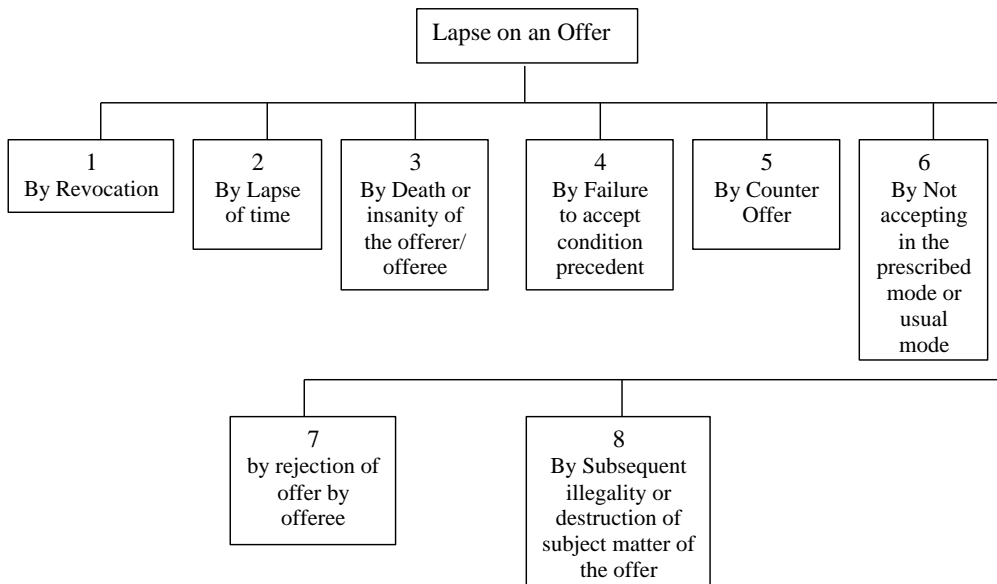 Lapse on an Offer
1
By Revocation
2
By Lapse
of time
3
By Death or
insanity of
the offerer/
offeree
4
By Failure
to accept
condition
precedent
5
By Counter
Offer
6
By Not
accepting
in the
prescribed
mode or
usual
mode
7
by rejection of
offer by
offeree
8
By Subsequent
illegality or
destruction of
subject matter of
the offer